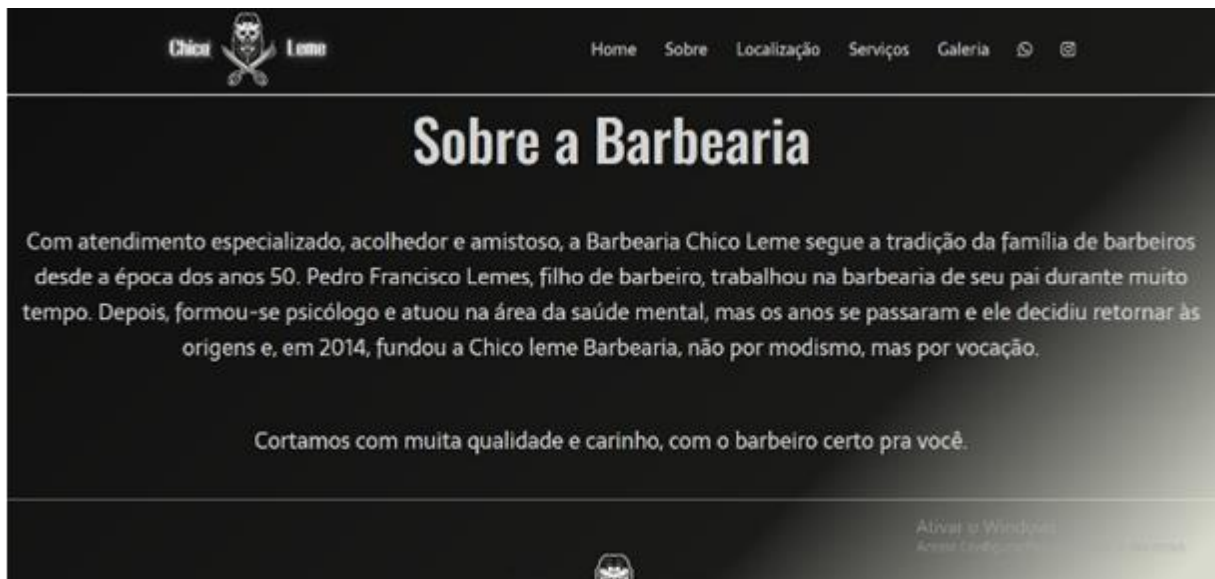 Chico Leme
Home Sobre Localização Serviços Galeria
Sobre a Barbearia
Com atendimento especializado, acolhedor e amistoso, a Barbearia Chico Leme segue a tradição da família de barbeiros
desde a época dos anos 50. Pedro Francisco Lemes, filho de barbeiro, trabalhou na barbearia de seu pai durante muito
tempo. Depois, formou-se psicólogo e atuou na área da saúde mental, mas os anos se passaram e ele decidiu retornar às
origens e, em 2014, fundou a Chico leme Barbearia, não por modismo, mas por vocação.
Cortamos com muita qualidade e carinho, com o barbeiro certo pra você.
Ativar o Windows